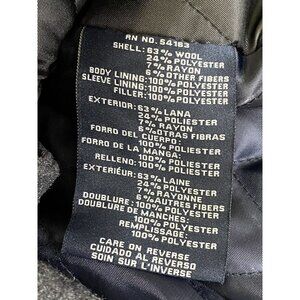 RN NO. 54163
SHELL: 63% WOOL
24% POLYESTER
7% RAYON
6% OTHER FIBERS
BODY LINING: 100% POLYESTER
SLEEVE LINING: 100% POLYESTER
FILLER: 100% POLYESTER
EXTERIOR: 63% LANA
24% POLIESTER
7% RAYON
6% OTRAS FIBRAS
FORRO DEL CUERPO:
100% POLIESTER
FORRO DE LA MANGA:
100% POLIESTER
RELLENO: 100% POLIESTER
EXTERIEUR: 63% LAINE
24% POLYESTER
7% RAYONNE
6% AUTRES FIBERS
DOUBLURE: 100% POLYESTER
DOUBLURE DE MANCHES:
100% POLYESTER
REMPLISSAGE:
100% POLYESTER
CARE ON REVERSE
CUIDADO AL REVERSO
SOIN SUR L'ENVERS